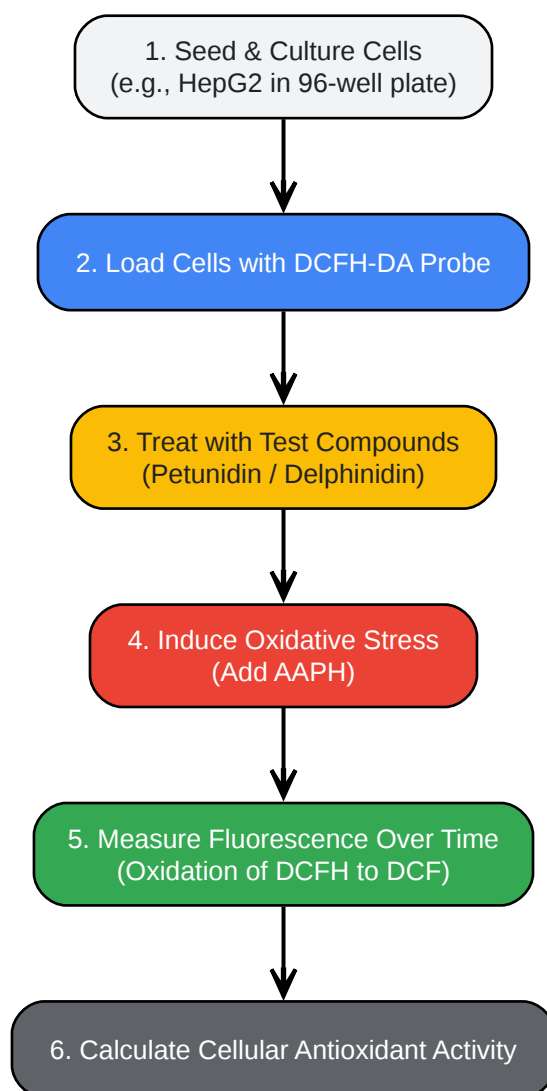 1. Seed & Culture Cells
(e.g., HepG2 in 96-well plate)
2. Load Cells with DCFH-DA Probe
3. Treat with Test Compounds
(Petunidin / Delphinidin)
4. Induce Oxidative Stress
(Add AAPH)
5. Measure Fluorescence Over Time
(Oxidation of DCFH to DCF)
6. Calculate Cellular Antioxidant Activity